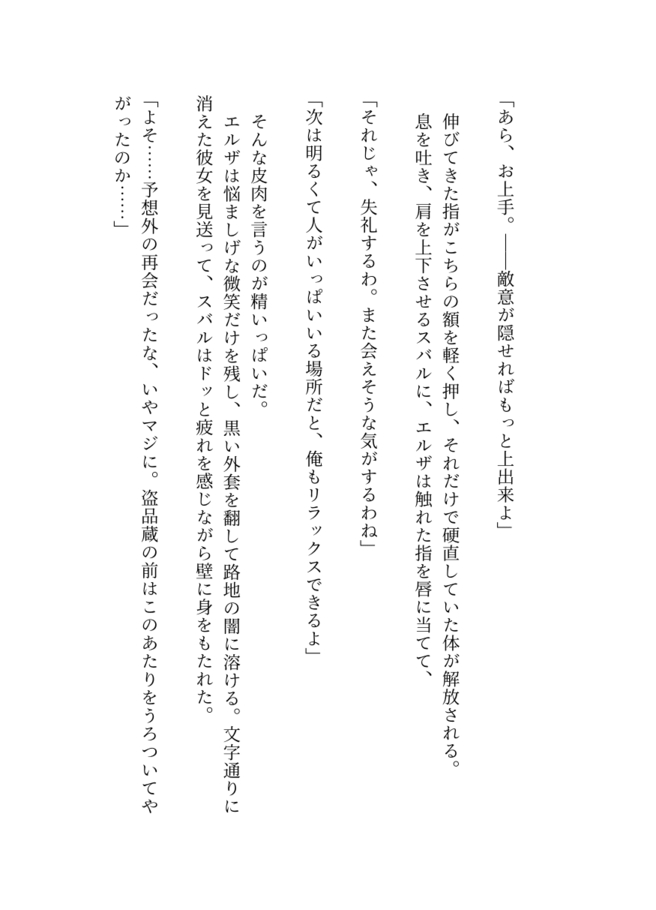 「あら、お上手。――敵意が隠せればもっと上出来よ」
伸びてきた指がこちらの額を軽く押し、それだけで硬直していた体が解放される。
息を吐き、肩を上下させるスバルに、エルザは触れた指を唇に当てて、
「それじゃ、失礼するわ。また会えそうな気がするわね」
「次は明るくて人がいっぱいいる場所だと、俺もリラックスできるよ」
そんな皮肉を言うのが精いっぱいだ。
エルザは悩ましげな微笑だけを残し、黒い外套を翻して路地の闇に溶ける。文字通りに
消えた彼女を見送って、スバルはドッと疲れを感じながら壁に身をもたれた。
「よそ……予想外の再会だったな、いやマジに。盗品蔵の前はこのあたりをうろついてや
がったのか……」